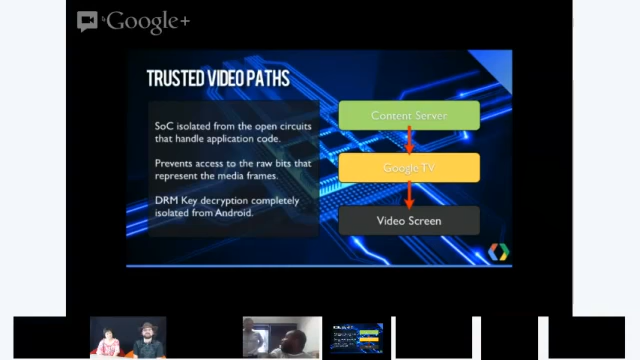 Google+
TRUSTED VIDEO PATHS
SoC isolated from the open circuits
that handle application code.
Prevents access to the raw bits that
represent the media frames.
DRM Key decryption completely
isolated from Android.
Content Server
Google TV
Video Screen